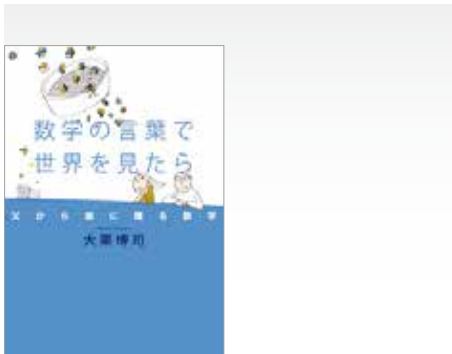 数学の言葉で
世界を見たら
父から娘に贈る数学
大栗博司